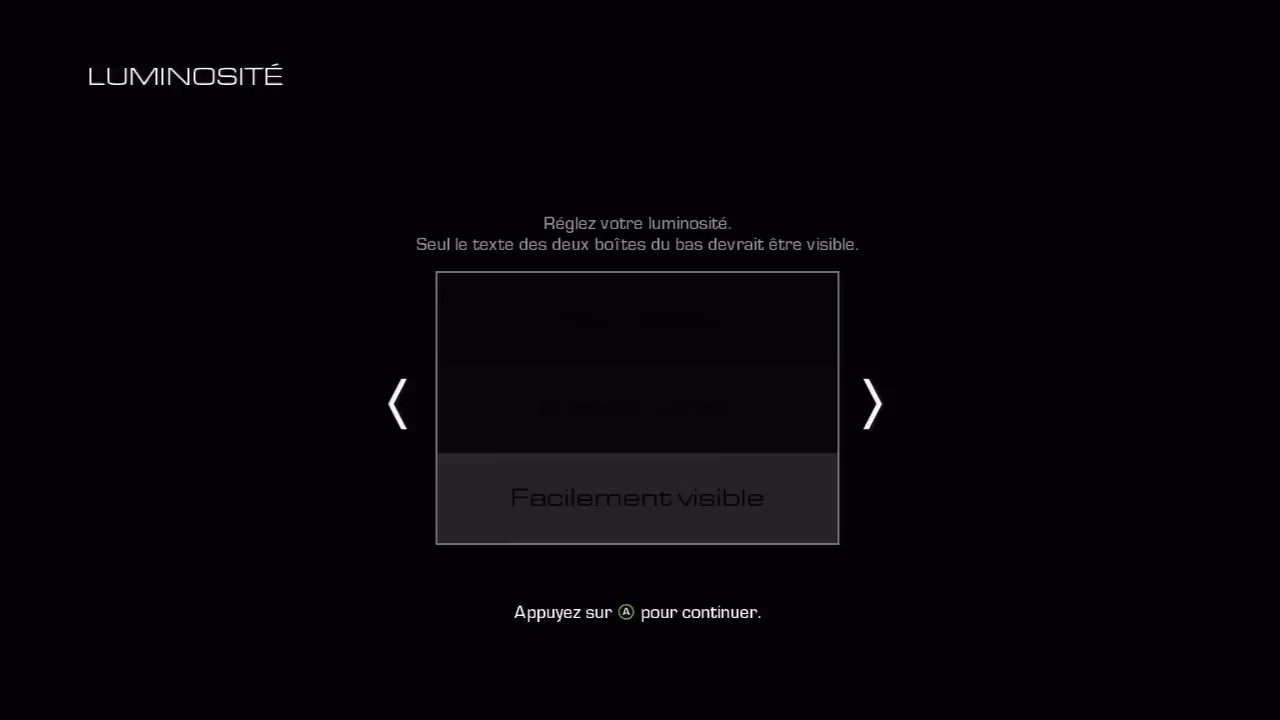 LUMINOSITÉ
Réglez votre luminosité.
Seul le texte des deux boîtes du bas devrait être visible.
Facilement visible
Appuyez sur A pour continuer.